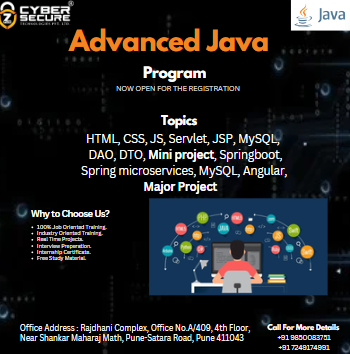 CYBER
SECURE
TECHNOLOGIES PVT. LTD.
Java
Advanced Java
Program
NOW OPEN FOR THE REGISTRATION
Topics
HTML, CSS, JS, Servlet, JSP, MySQL,
DAO, DTO, Mini project, Springboot,
Spring microservices, MySQL, Angular,
Major Project
Why to Choose Us?
100% Job Oriented Training.
Industry Oriented Training.
Real Time Projects.
Interview Preparation.
Internship Certificate.
Free Study Material.
PHP
Java
Swift
Office Address : Rajdhani Complex, Office No.A/409, 4th Floor,
Near Shankar Maharaj Math, Pune-Satara Road, Pune 411043
Call For More Details
+91 9850083751
+91 7249174991